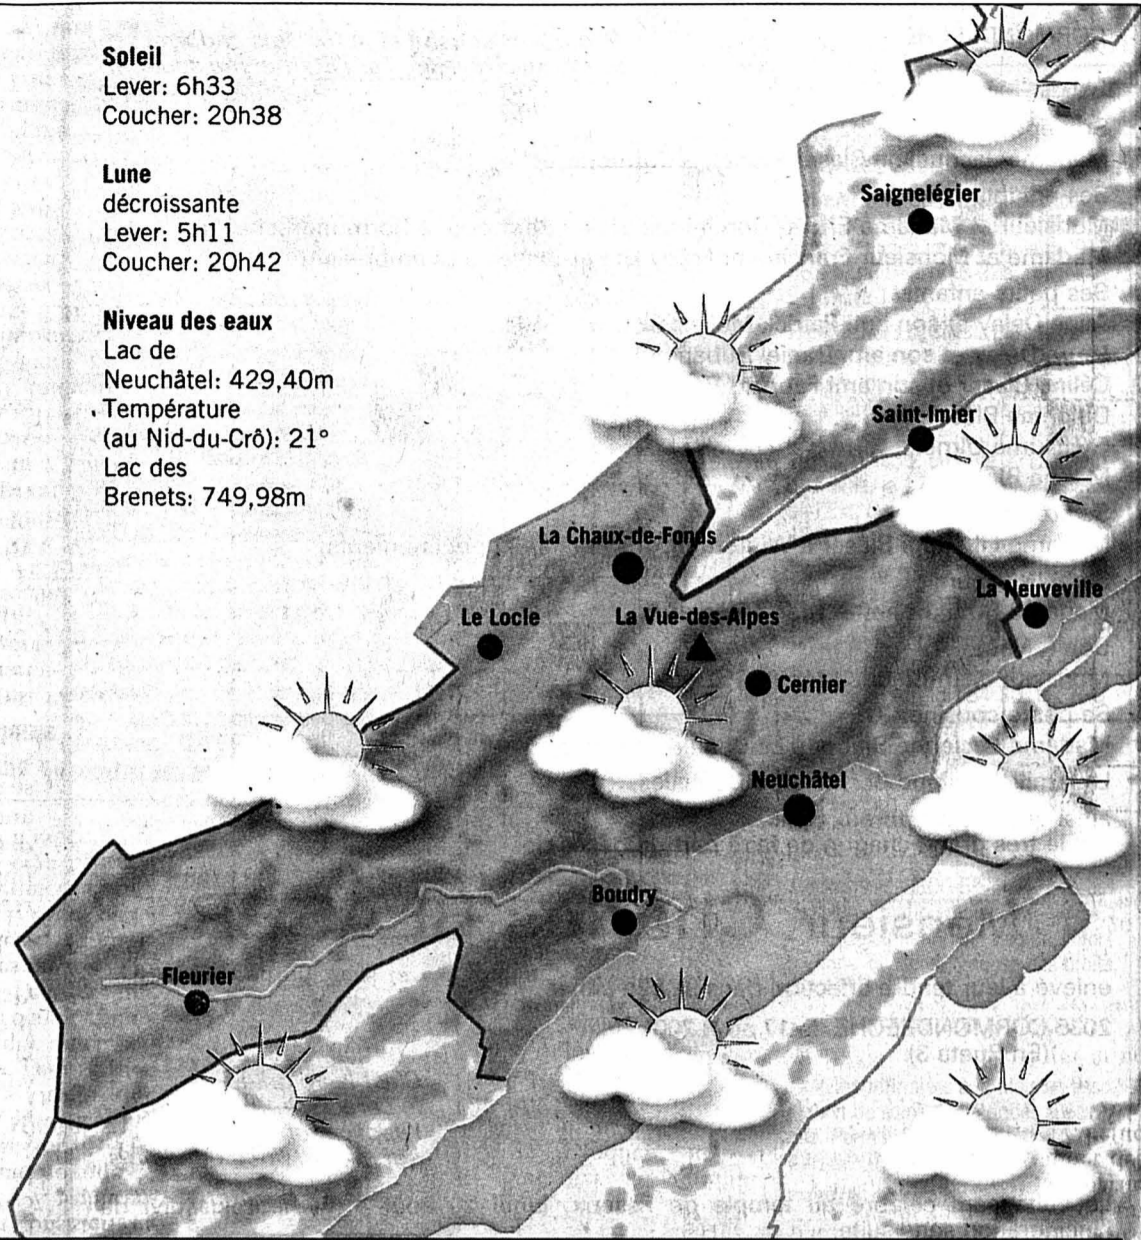 Soleil
Lever: 6h33
Coucher: 20h38
Lune
décroissante
Lever: 5h11
Coucher: 20h42
Niveau des eaux
Lac de
Neuchâtel: 429,40m
Température
(au Nid-du-Crô): 21°
Lac des
Brenets: 749,98m
Saignelégier
Saint-Imier
La Chaux-de-Fonds
La Neuveville
Le Locle
La Vue-des-Alpes
Cernier
Neuchâtel
Boudry
Fleurier